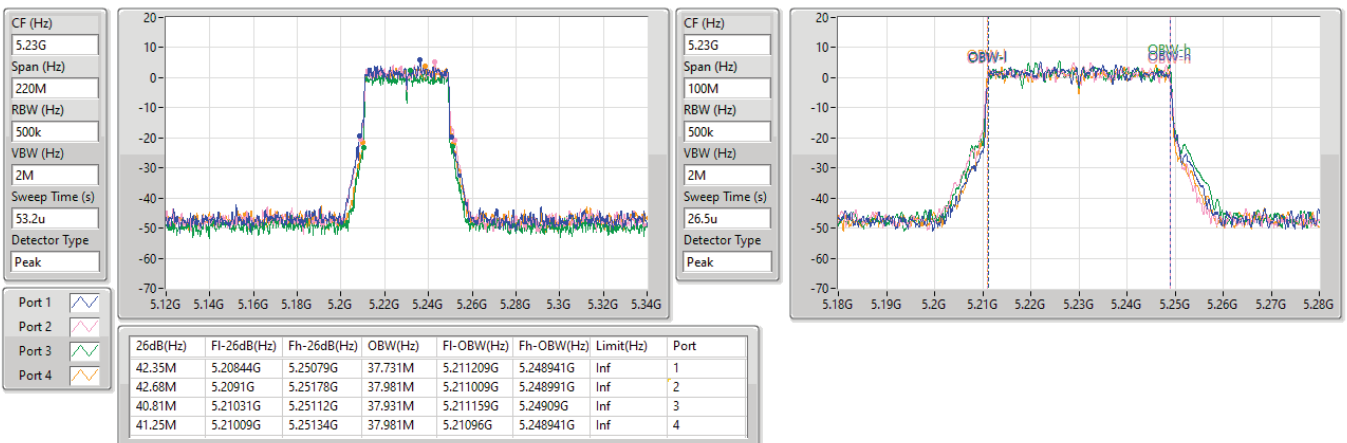 CF (Hz)
5.23G
Span (Hz)
220M
RBW (Hz)
500k
VBW (Hz)
2M
Sweep Time (s)
53.2u
Detector Type
Peak
20
10
0
-10
-20
-30
-40
-50
-60
-70
5.12G 5.14G 5.16G 5.18G 5.2G 5.22G 5.24G 5.26G 5.28G 5.3G 5.32G 5.34G
CF (Hz)
5.23G
Span (Hz)
100M
RBW (Hz)
500k
VBW (Hz)
2M
Sweep Time (s)
26.5u
Detector Type
Peak
20
10
0
-10
-20
-30
-40
-50
-60
-70
OBW-l
OBW-h
OBW-h
5.18G 5.19G 5.2G 5.21G 5.22G 5.23G 5.24G 5.25G 5.26G 5.27G 5.28G
Port 1
Port 2
Port 3
Port 4
26dB(Hz) Fl-26dB(Hz) Fh-26dB(Hz) OBW(Hz) Fl-OBW(Hz) Fh-OBW(Hz) Limit(Hz) Port
42.35M 5.20844G 5.25079G 37.731M 5.211209G 5.248941G Inf 1
42.68M 5.2091G 5.25178G 37.981M 5.211009G 5.248991G Inf 2
40.81M 5.21031G 5.25112G 37.931M 5.211159G 5.24909G Inf 3
41.25M 5.21009G 5.25134G 37.981M 5.21096G 5.248941G Inf 4